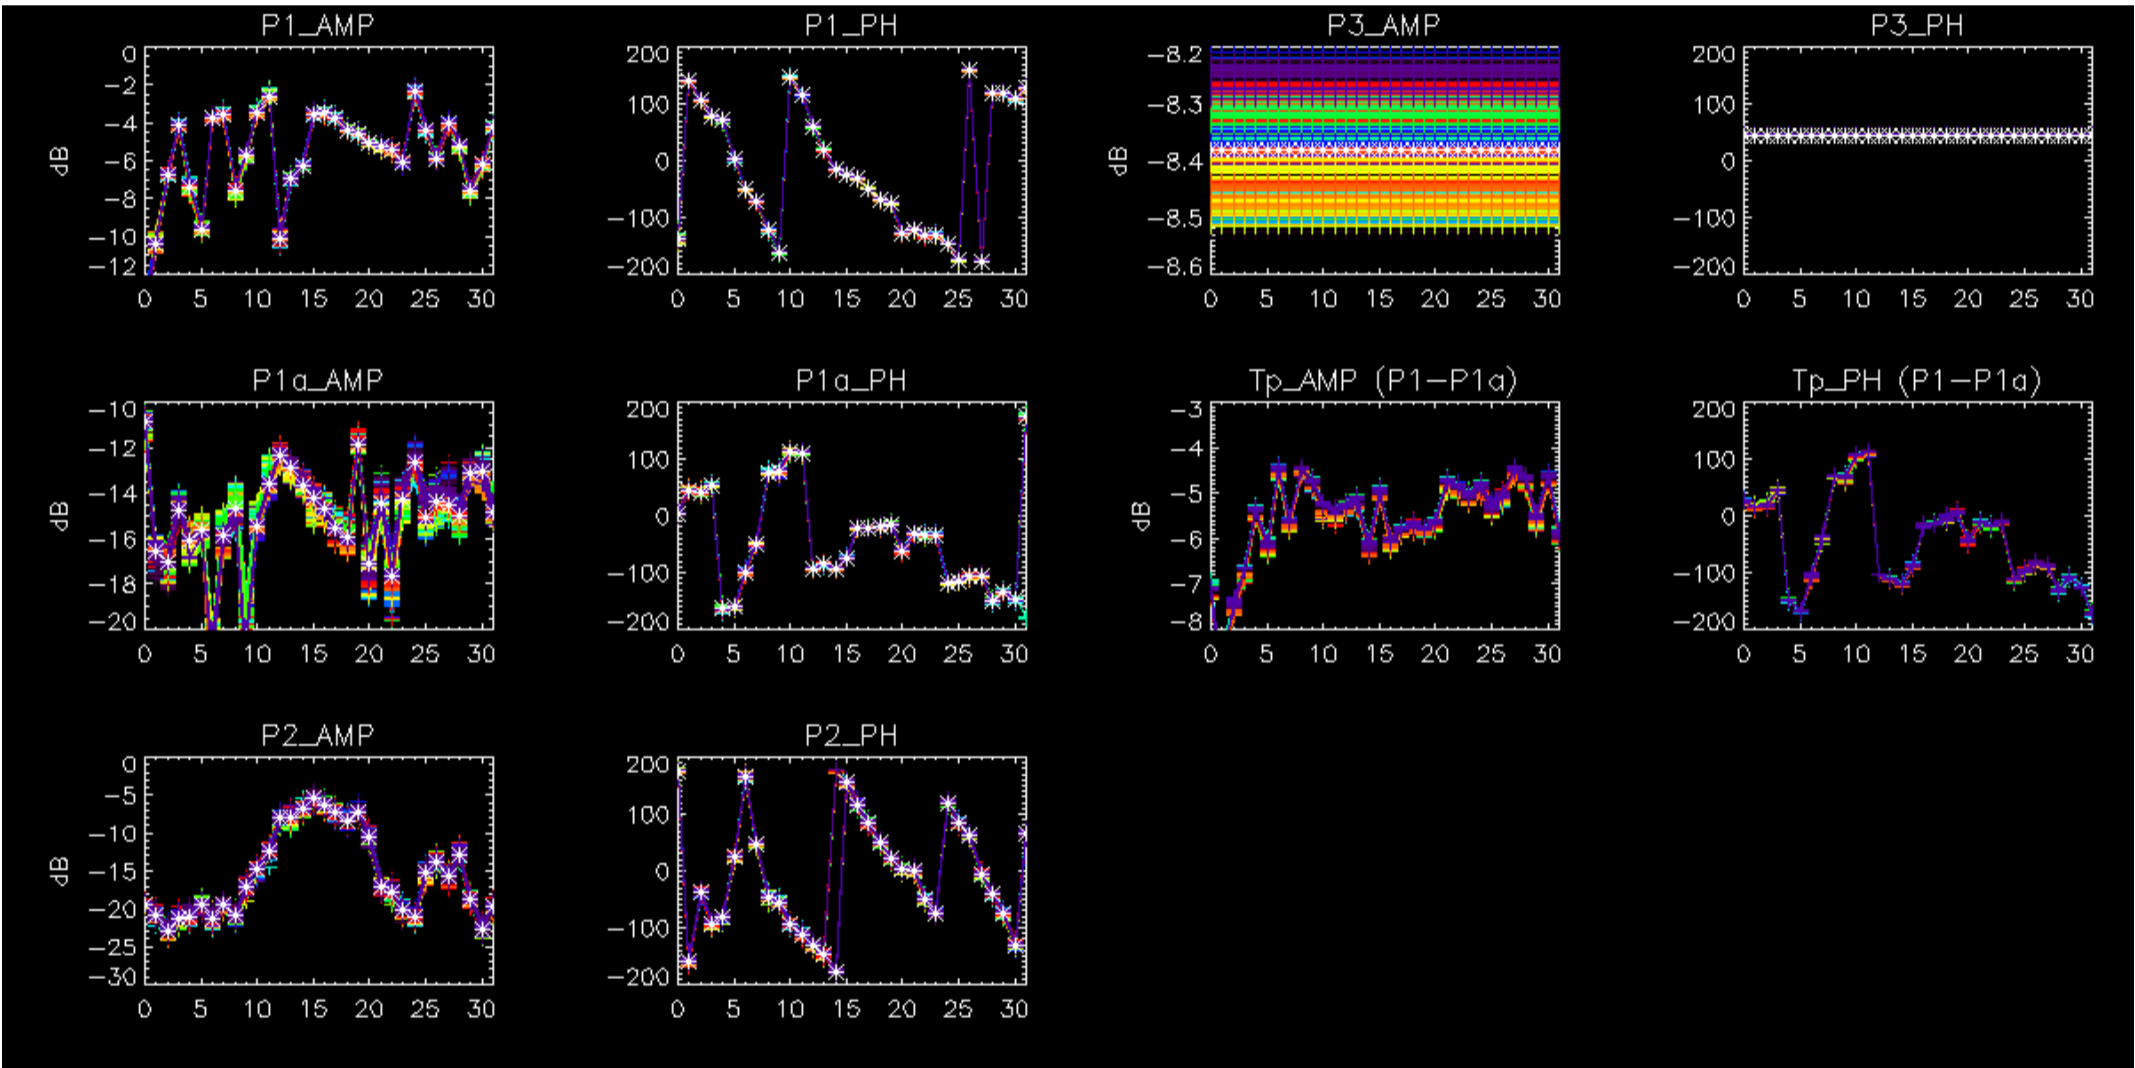 P1_AMP
dB
0
-2
-4
-6
-8
-10
-12
0 5 10 15 20 25 30
P1_PH
200
100
0
-100
-200
0 5 10 15 20 25 30
P3_AMP
dB
-8.2
-8.3
-8.4
-8.5
-8.6
0 5 10 15 20 25 30
P3_PH
200
100
0
-100
-200
0 5 10 15 20 25 30
P1a_AMP
dB
-10
-12
-14
-16
-18
-20
0 5 10 15 20 25 30
P1a_PH
200
100
0
-100
-200
0 5 10 15 20 25 30
Tp_AMP (P1-P1a)
dB
-3
-4
-5
-6
-7
-8
0 5 10 15 20 25 30
Tp_PH (P1-P1a)
200
100
0
-100
-200
0 5 10 15 20 25 30
P2_AMP
dB
0
-5
-10
-15
-20
-25
-30
0 5 10 15 20 25 30
P2_PH
200
100
0
-100
-200
0 5 10 15 20 25 30